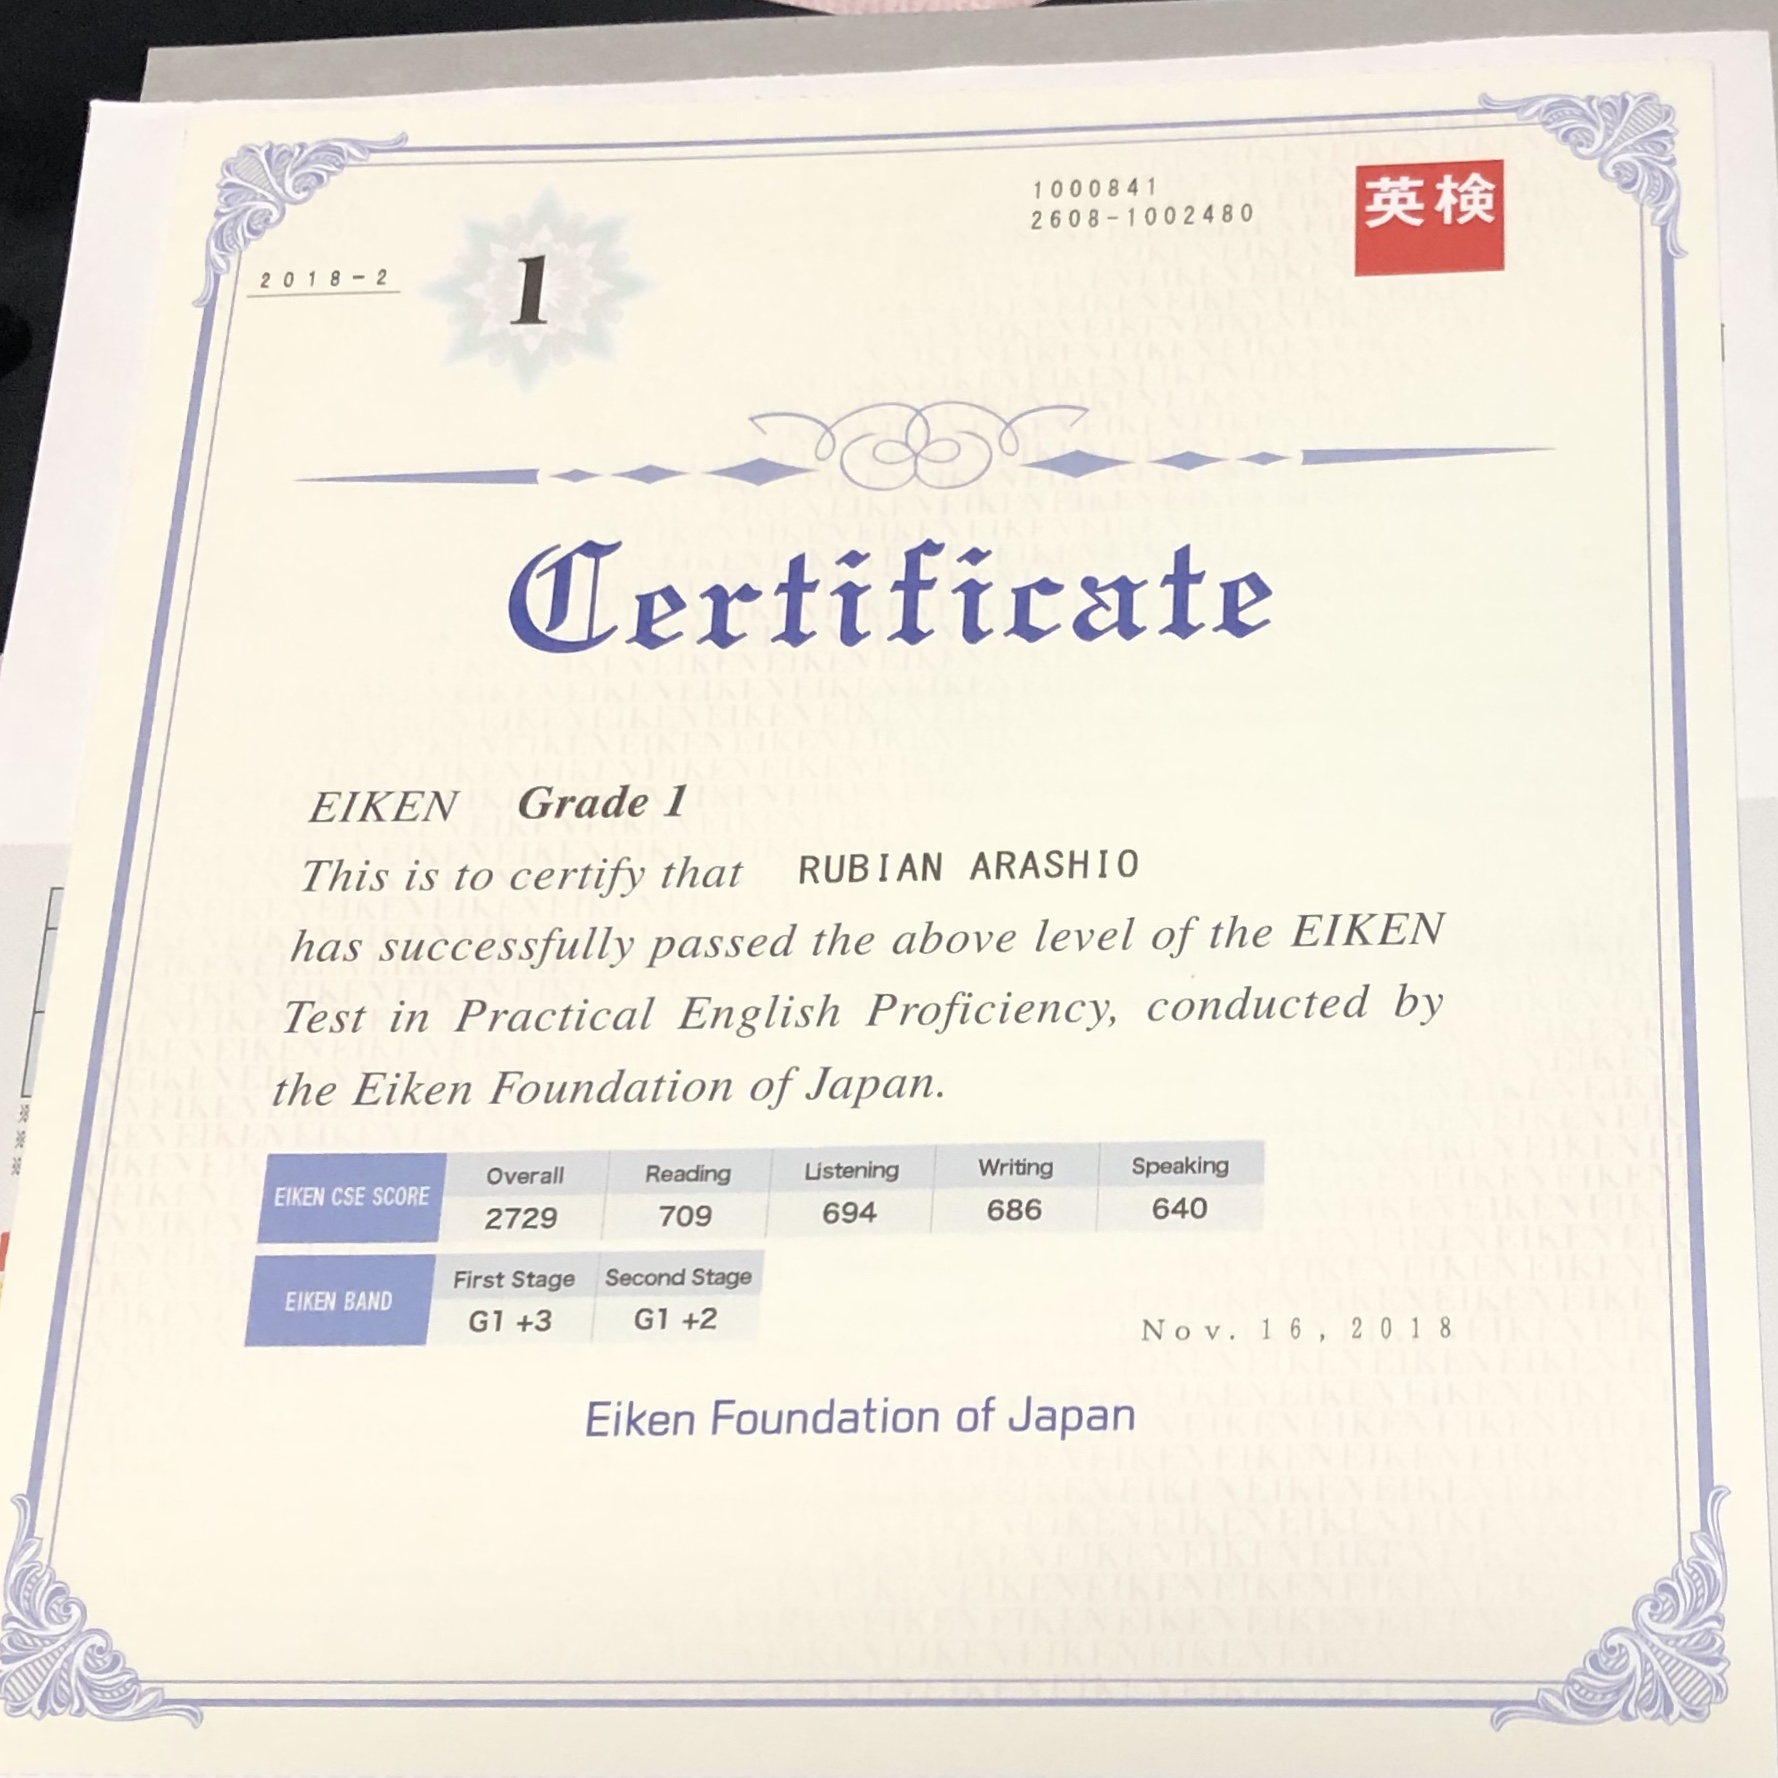 1000841
2608-1002480
英検
2018-2
1
Certificate
EIKEN Grade 1
This is to certify that RUBIAN ARASHIO
has successfully passed the above level of the EIKEN
Test in Practical English Proficiency, conducted by
the Eiken Foundation of Japan.
EIKEN CSE SCORE Overall Reading Listening Writing Speaking
2729 709 694 686 640
EIKEN BAND First Stage Second Stage
G1 +3 G1 +2
Nov. 16, 2018
Eiken Foundation of Japan